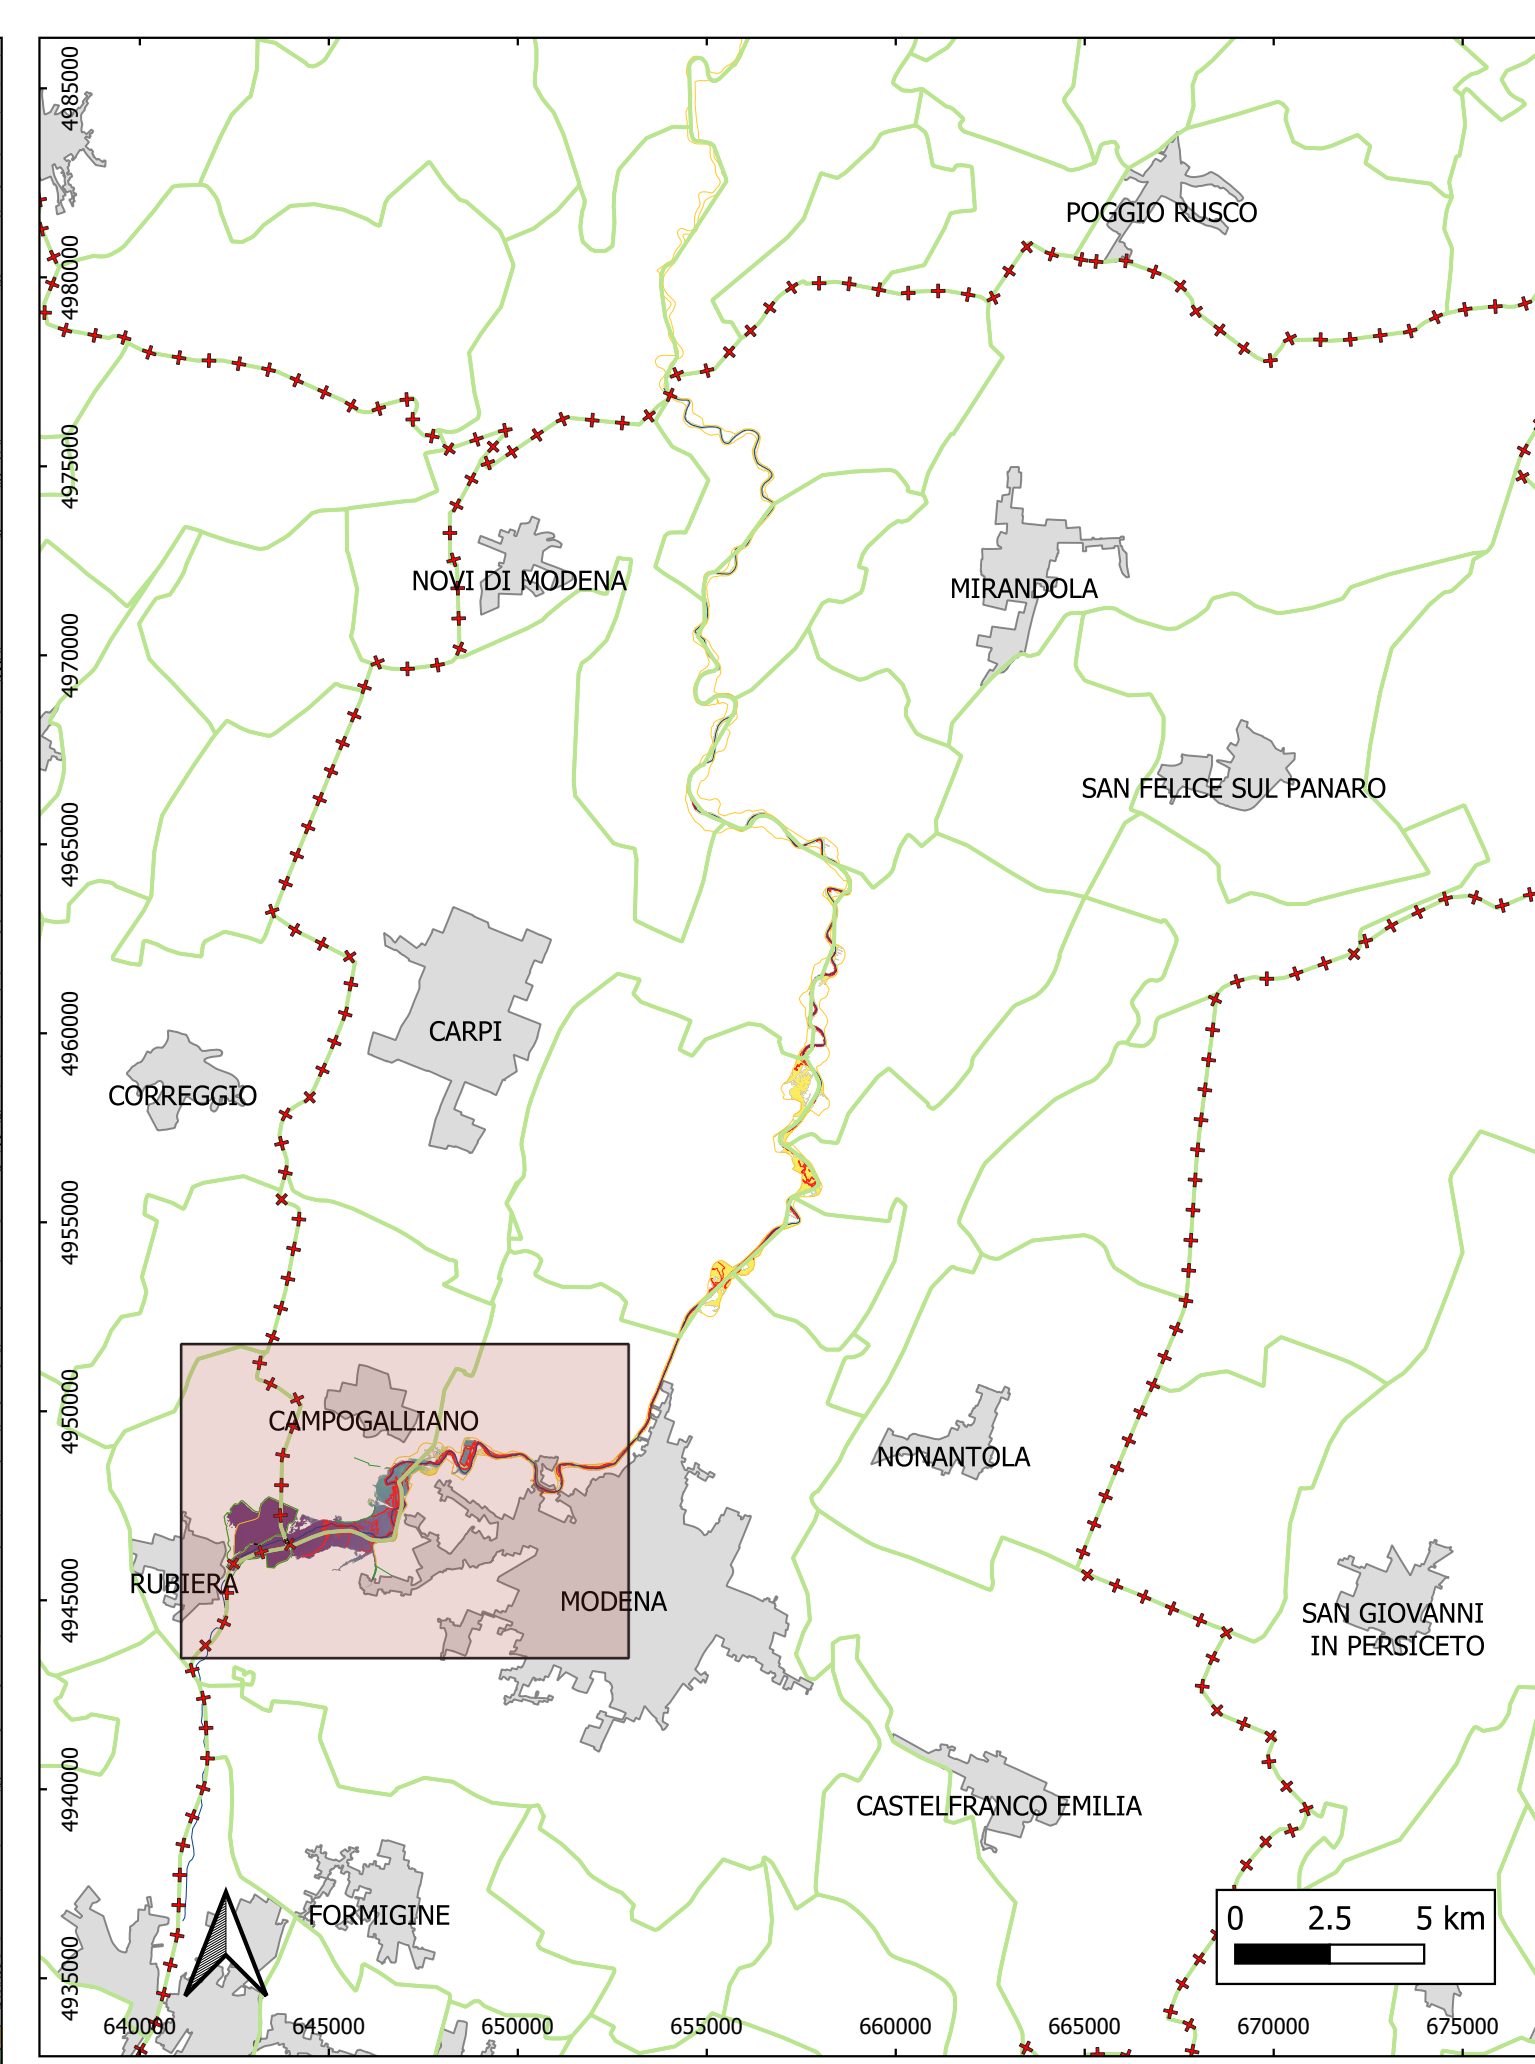 4985000
POGGIO RUSCO
4980000
4975000
NOVI DI MODENA
MIRANDOLA
4970000
SAN FELICE SUL PANARO
4965000
CARPI
4960000
CORREGGIO
4955000
CAMPOGALLIANO
4950000
NONANTOLA
RUBIERA
MODENA
4945000
SAN GIOVANNI
IN PERSICETO
CASTELFRANCO EMILIA
4940000
FORMIGINE
0 2.5 5 km
4935000
640000 645000 650000 655000 660000 665000 670000 675000